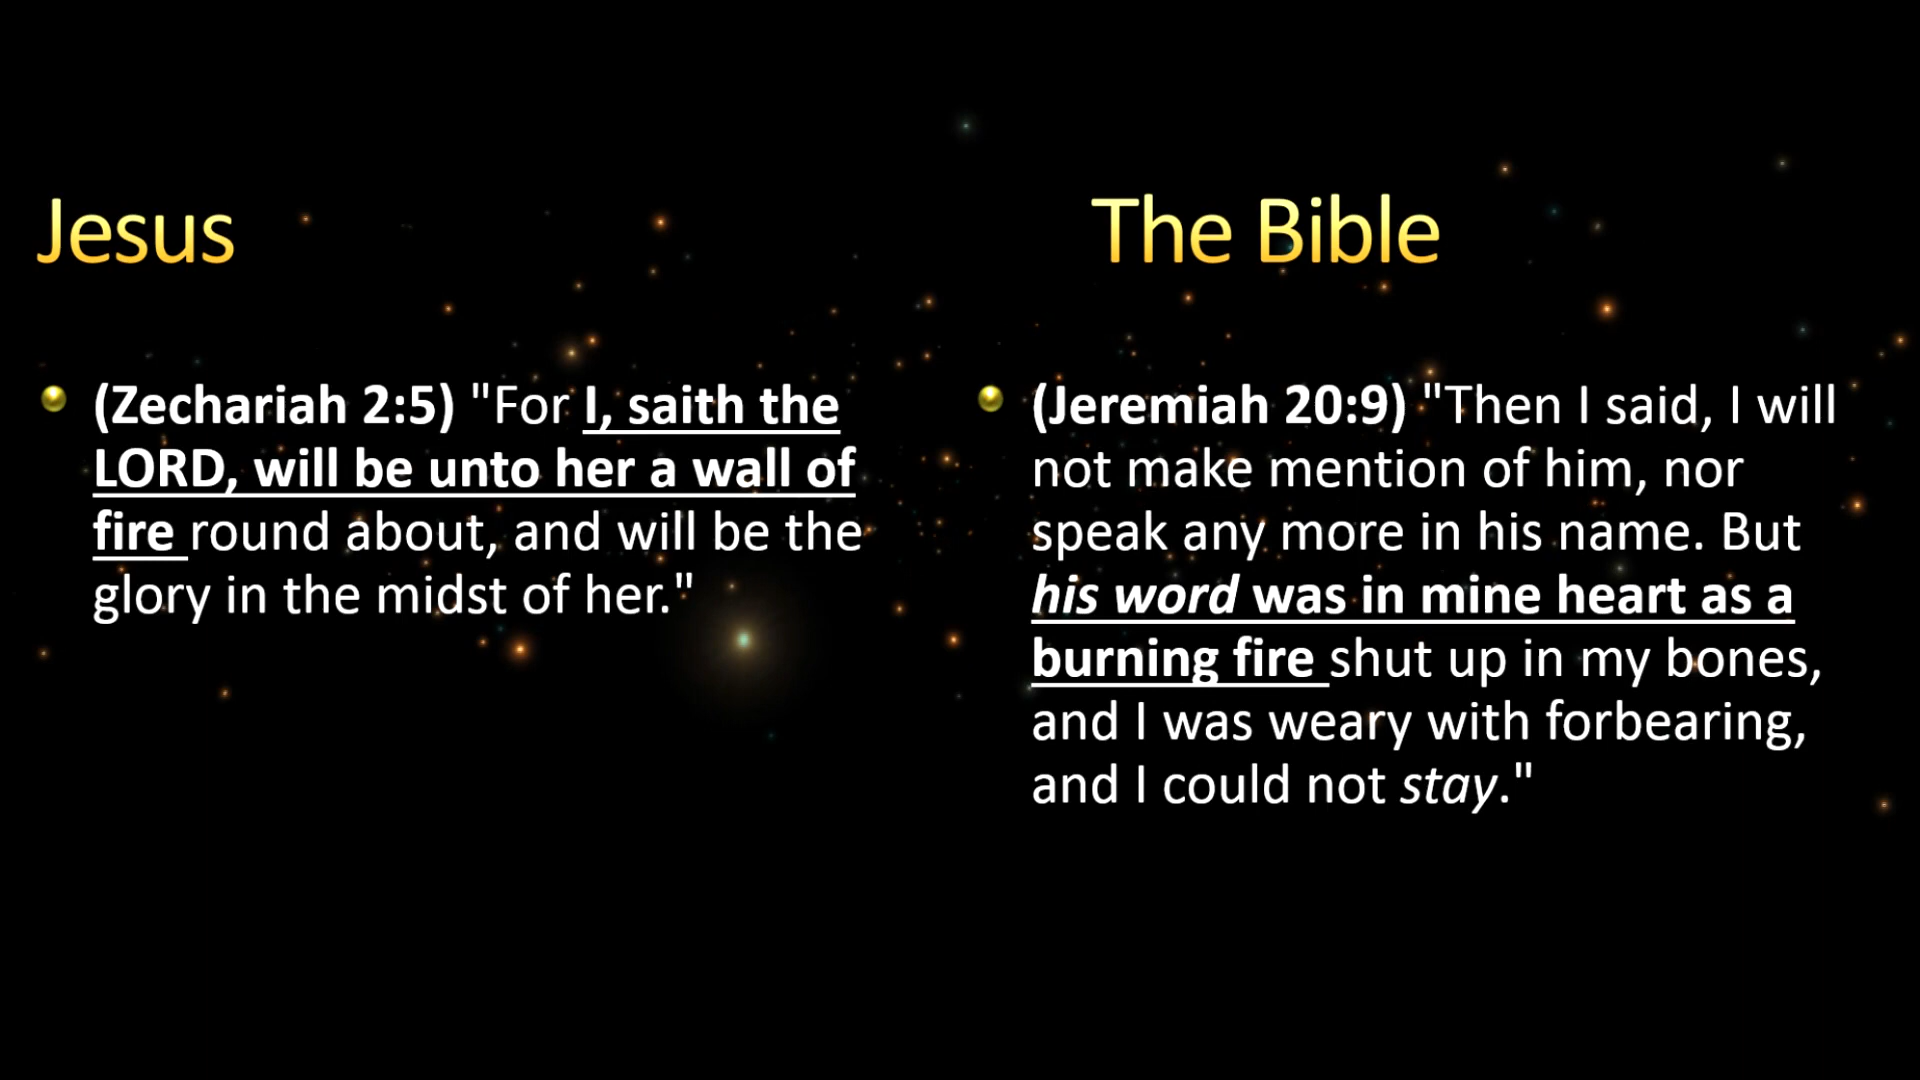 Jesus
(Zechariah 2:5) "For I, saith the
LORD, will be unto her a wall of
fire round about, and will be the
glory in the midst of her."
The Bible
(Jeremiah 20:9) "Then I said, I will
not make mention of him, nor
speak any more in his name. But
his word was in mine heart as a
burning fire shut up in my bones,
and I was weary with forbearing,
and I could not stay."